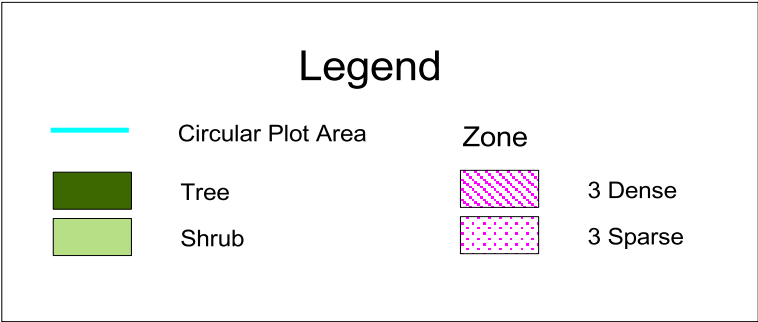 Legend
Circular Plot Area
Tree
Shrub
Zone
3 Dense
3 Sparse